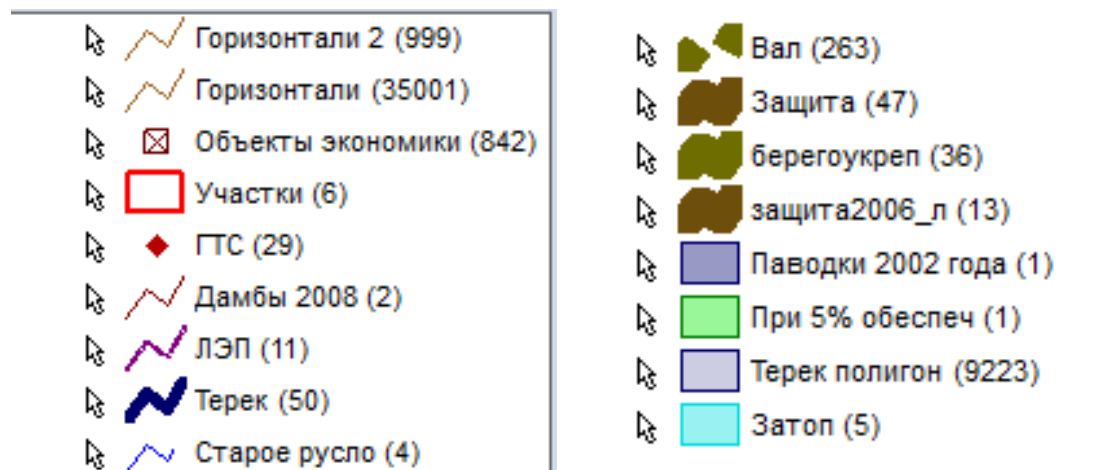 Горизонтали 2 (999)
Горизонтали (35001)
Объекты экономики (842)
Участки (6)
ГТС (29)
Дамбы 2008 (2)
ЛЭП (11)
Терек (50)
Старое русло (4)
Вал (263)
Защита (47)
берегоукреп (36)
защита2006_л (13)
Паводки 2002 года (1)
При 5% обеспеч (1)
Терек полигон (9223)
Затоп (5)